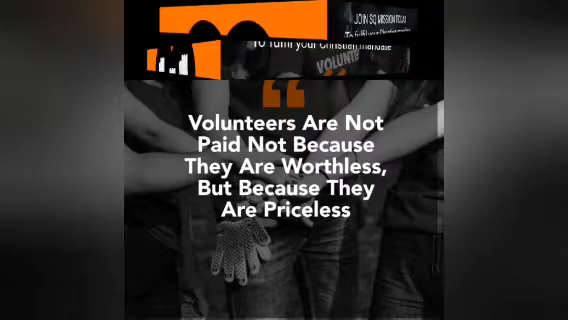 JOIN SQ MISSION TODAY
To fulfil your Christian mandate
VOLUNTE
Volunteers Are Not
Paid Not Because
They Are Worthless,
But Because They
Are Priceless